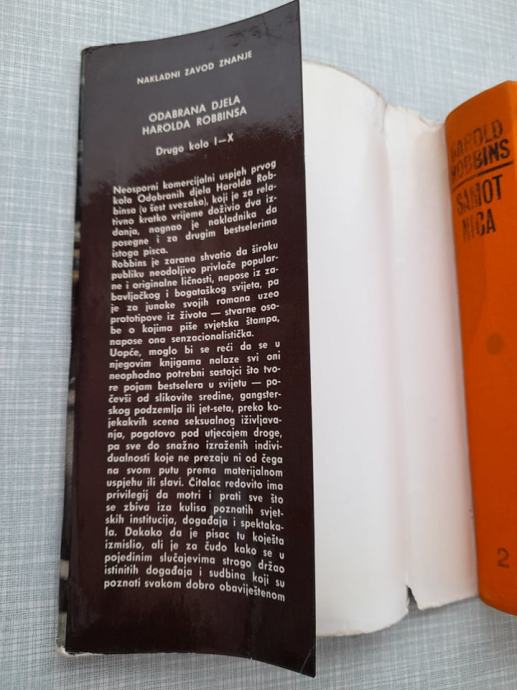 NAKLADNI ZAVOD ZNANJE
ODABRANA DJELA
HAROLDA ROBBINSA
Drugo kolo I—X
Neosporni komercijalni uspjeh prvog
kola Odabranih djela Harolda Rob-
binsa (u šest svezaka), koji je za rela-
tivno kratko vrijeme doživio dva iz-
danja, nagnao je nakladnika da
posegne i za drugim bestselerima
istoga pisca.
Robbins je zarana shvatio da široku
publiku neodoljivo privlače popular-
ne i originalne ličnosti, napose iz za-
bavljačkog i bogataškog svijeta, pa
je za junake svojih romana uzeo
prototipove iz života — stvarne oso-
be o kojima piše svjetska štampa,
napose ona senzacionalistička.
Uopće, moglo bi se reći da se u
njegovim knjigama nalaze svi oni
neophodno potrebni sastojci što tvo-
re pojam bestselera u svijetu — po-
čevši od slikovite sredine, gangster-
skog podzemlja ili jet-seta, preko ko-
jekakvih scena seksualnog iživljava-
nja, pogotovo pod utjecajem droge,
pa sve do snažno izraženih indivi-
dualnosti koje ne prezaju ni od čega
na svom putu prema materijalnom
uspjehu ili slavi. Čitalac redovito ima
privilegij da motri i prati sve što
se zbiva iza kulisa poznatih svjet-
skih institucija, događaja i spektaka-
la. Dakako da je pisac tu koješta
izmislio, ali je za čudo kako se u
pojedinim slučajevima strogo držao
istinitih događaja i sudbina koji su
poznati svakom dobro obaviještenom
HAROLD
ROBBINS
SAMOT
NICA
2